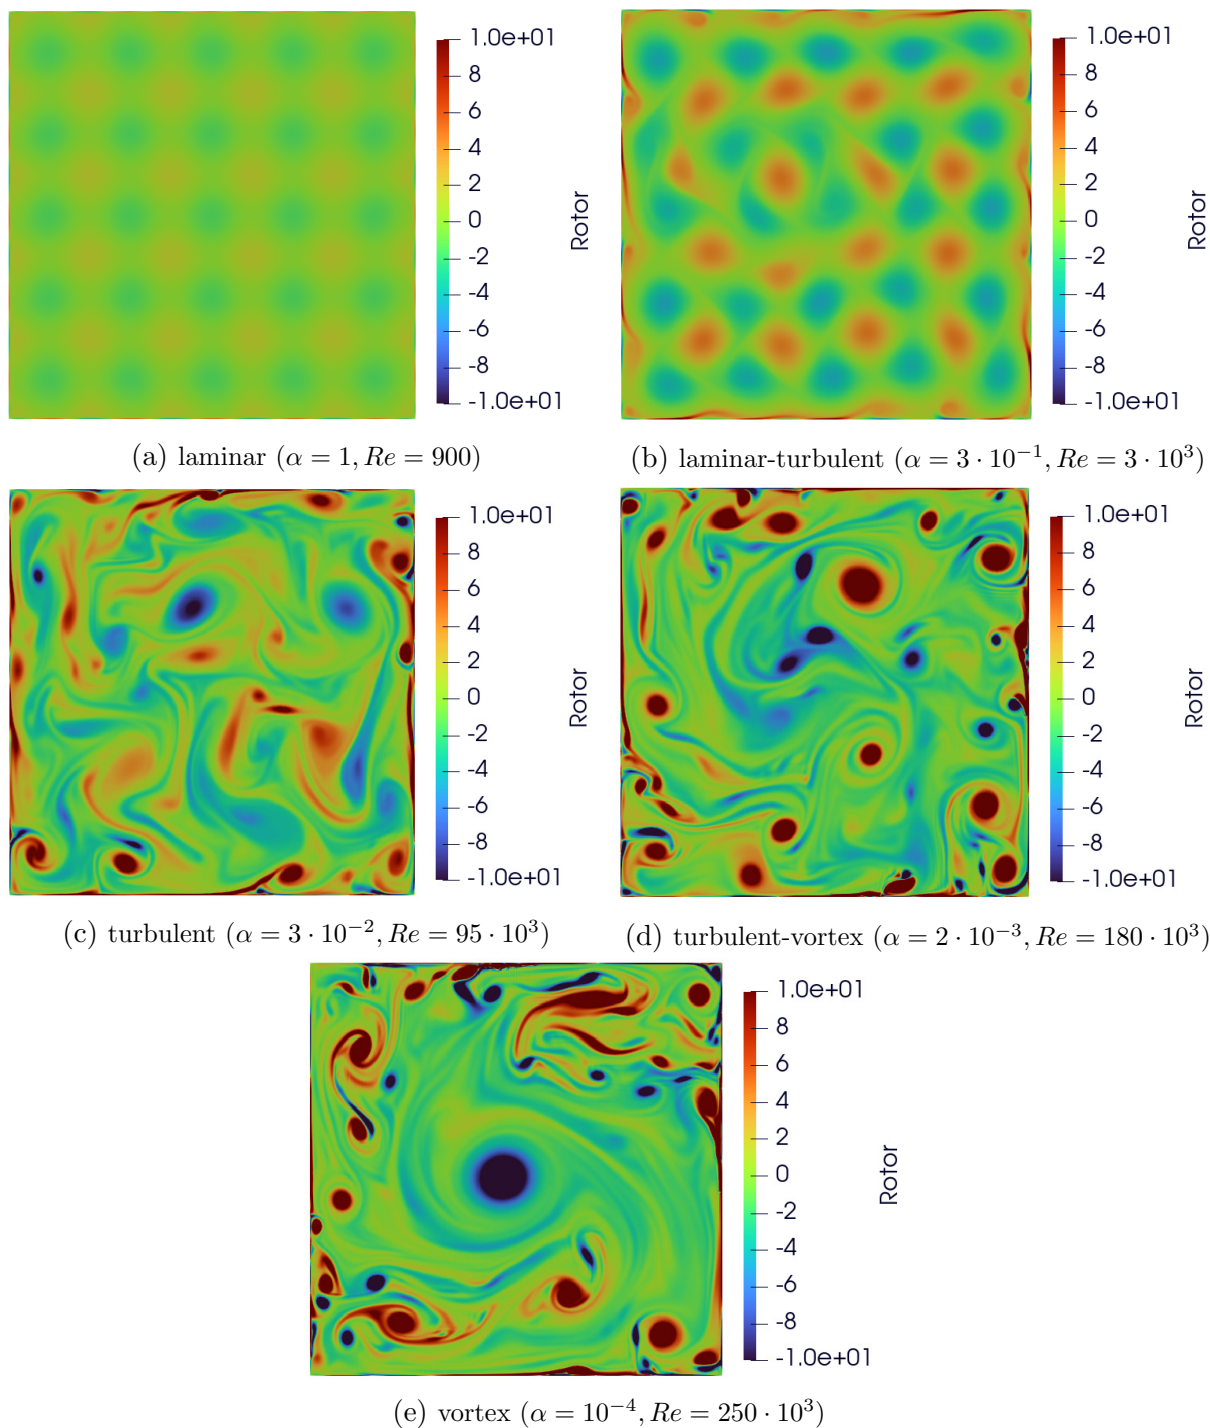 1.0e+01
8
6
4
2
0
-2
-4
-6
-8
-1.0e+01
Rotor
1.0e+01
8
6
4
2
0
-2
-4
-6
-8
-1.0e+01
Rotor
(a) laminar (α = 1, Re = 900)
(b) laminar-turbulent (α = 3 · 10⁻¹, Re = 3 · 10³)
1.0e+01
8
6
4
2
0
-2
-4
-6
-8
-1.0e+01
Rotor
1.0e+01
8
6
4
2
0
-2
-4
-6
-8
-1.0e+01
Rotor
(c) turbulent (α = 3 · 10⁻², Re = 95 · 10³)
(d) turbulent-vortex (α = 2 · 10⁻³, Re = 180 · 10³)
1.0e+01
8
6
4
2
0
-2
-4
-6
-8
-1.0e+01
Rotor
(e) vortex (α = 10⁻⁴, Re = 250 · 10³)